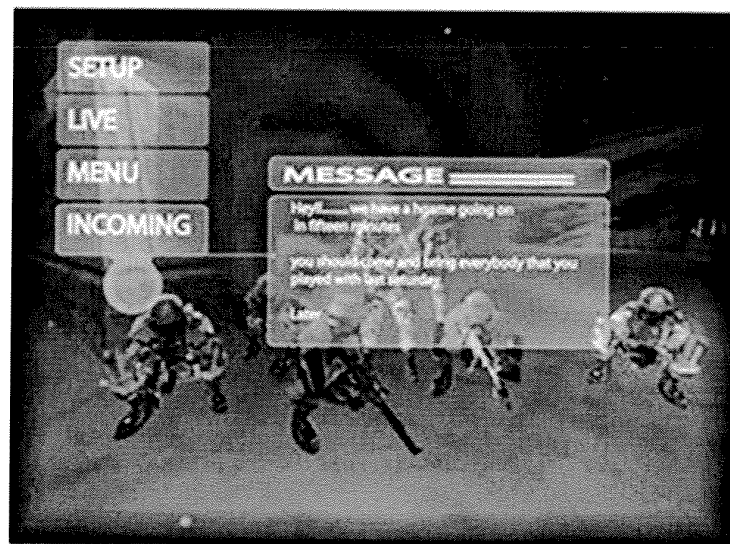 SETUP
LIVE
MENU
INCOMING
MESSAGE
Hey!!........we have a hgame going on
in fifteen minutes
you should come and bring everybody that you
played with last saturday.
Later